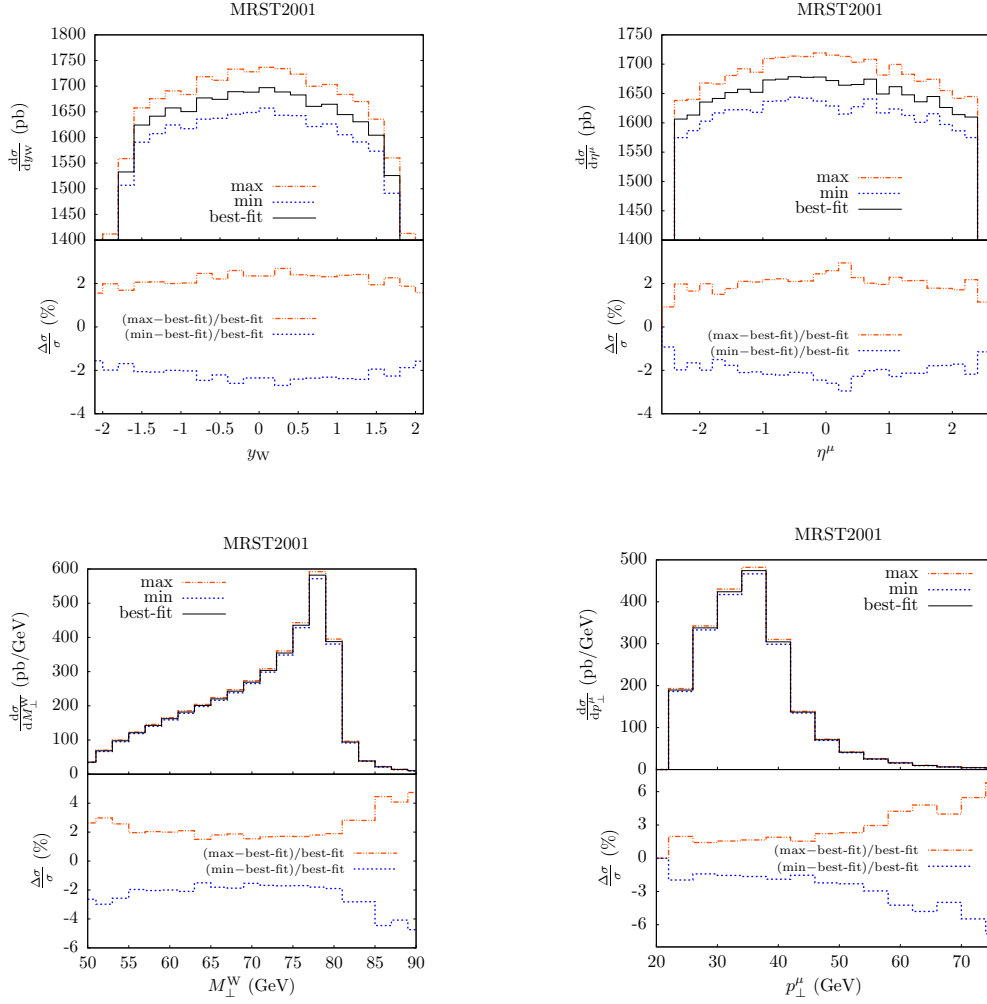 MRST2001
1800
1750
1700
1650
1600
1550
1500
1450
1400
dσ/dy_W (pb)
max
min
best-fit
2
0
−2
-4
Δσ/σ (%)
(max−best-fit)/best-fit
(min−best-fit)/best-fit
-2 -1.5 -1 -0.5 0 0.5 1 1.5 2
y_W
MRST2001
1750
1700
1650
1600
1550
1500
1450
1400
dσ/dη^μ (pb)
max
min
best-fit
4
2
0
-2
-4
Δσ/σ (%)
(max−best-fit)/best-fit
(min−best-fit)/best-fit
-2 -1 0 1 2
η^μ
MRST2001
600
500
400
300
200
100
0
dσ/dM_⊥^W (pb/GeV)
max
min
best-fit
4
2
0
-2
-4
-6
Δσ/σ (%)
(max−best-fit)/best-fit
(min−best-fit)/best-fit
50 55 60 65 70 75 80 85 90
M_⊥^W (GeV)
MRST2001
500
400
300
200
100
0
dσ/dp_⊥^μ (pb/GeV)
max
min
best-fit
6
3
0
-3
-6
Δσ/σ (%)
(max−best-fit)/best-fit
(min−best-fit)/best-fit
20 30 40 50 60 70
p_⊥^μ (GeV)